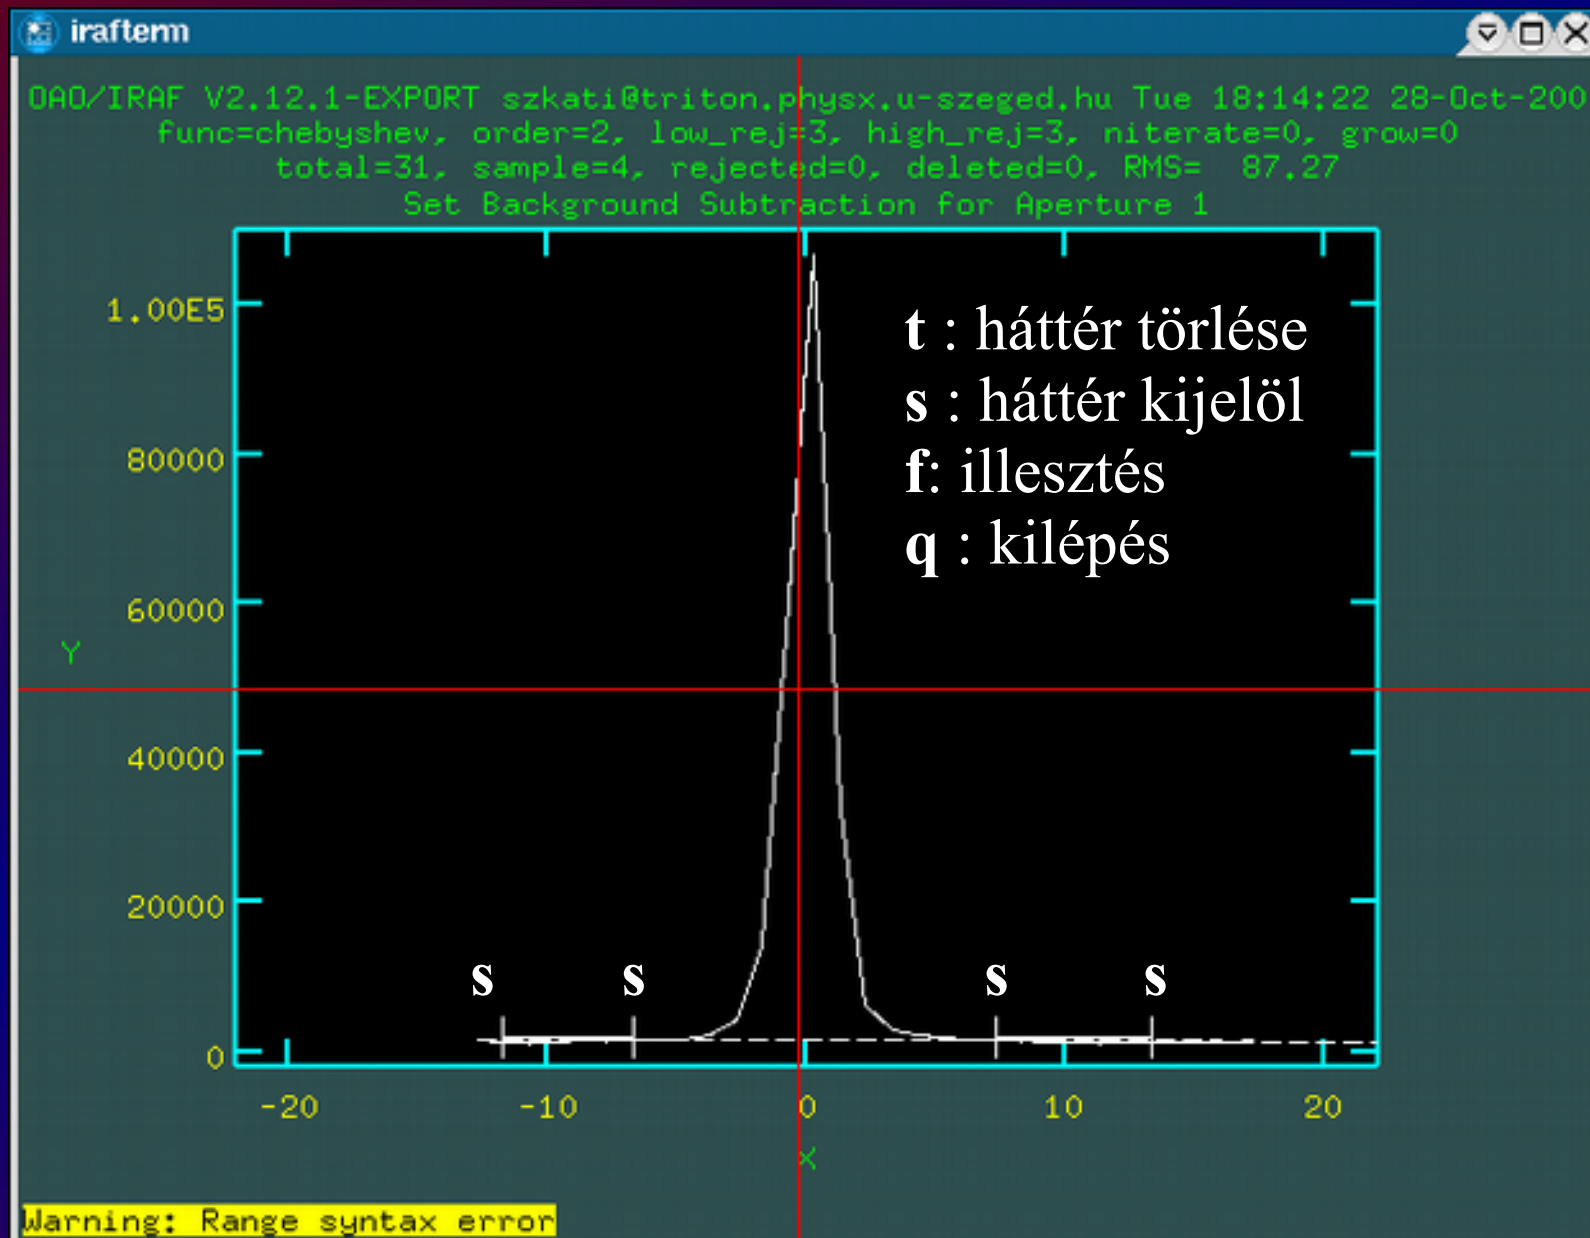 irafterm
OAO/IRAF V2.12.1-EXPORT szkati@triton.physx.u-szeged.hu Tue 18:14:22 28-Oct-200
func=chebyshev, order=2, low_rej=3, high_rej=3, niterate=0, grow=0
total=31, sample=4, rejected=0, deleted=0, RMS= 87.27
Set Background Subtraction for Aperture 1
1.00E5
t : háttér törlése
s : háttér kijelöl
80000
f: illesztés
q : kilépés
60000
Y
40000
20000
s s s s
0
-20 -10 0 10 20
X
Warning: Range syntax error